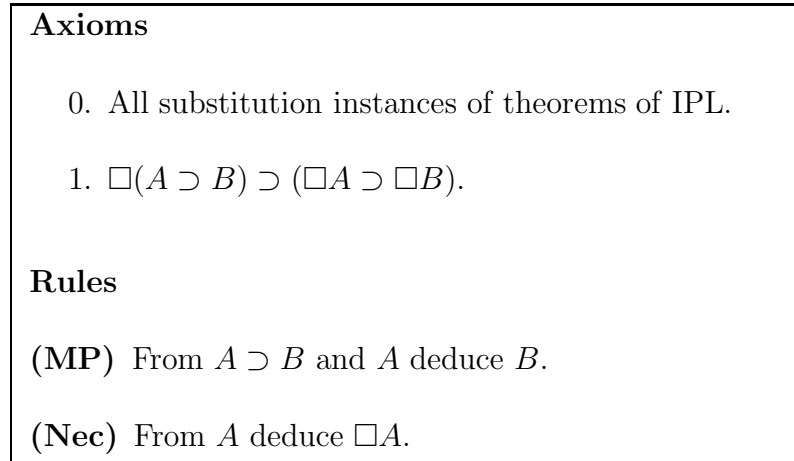 Axioms
0. All substitution instances of theorems of IPL.
1. □(A ⊃ B) ⊃ (□A ⊃ □B).
Rules
(MP) From A ⊃ B and A deduce B.
(Nec) From A deduce □A.